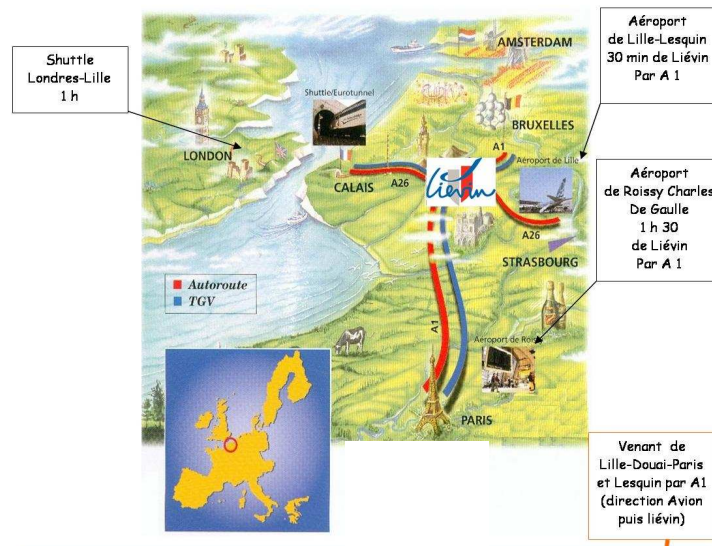 Shuttle
Londres-Lille
1 h
Aéroport
de Lille-Lesquin
30 min de Liévin
Par A 1
AMSTERDAM
Shuttle/Eurotunnel
BRUXELLES
LONDON
A1
Aéroport de Lille
CALAIS
A26
liévin
Aéroport
de Roissy Charles
De Gaulle
1 h 30
de Liévin
Par A 1
A26
STRASBOURG
Autoroute
TGV
A1
Aéroport de Rois
PARIS
Venant de
Lille-Douai-Paris
et Lesquin par A1
(direction Avion
puis liévin)